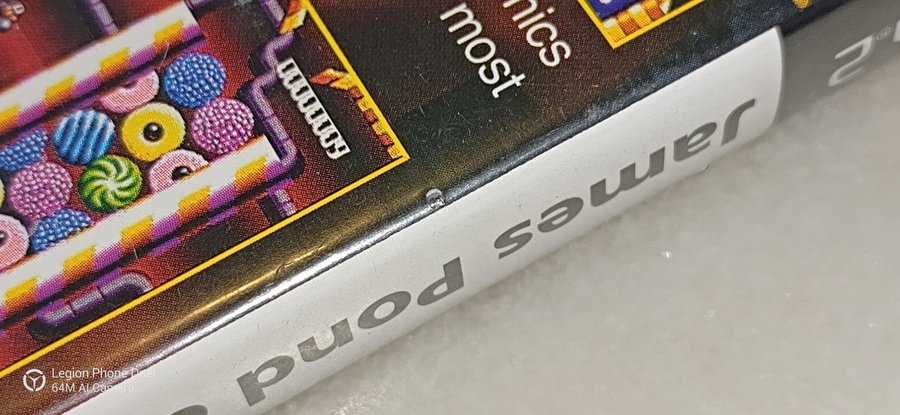 nics
most
James Pond
Legion Phone Duel
64M AI Camera